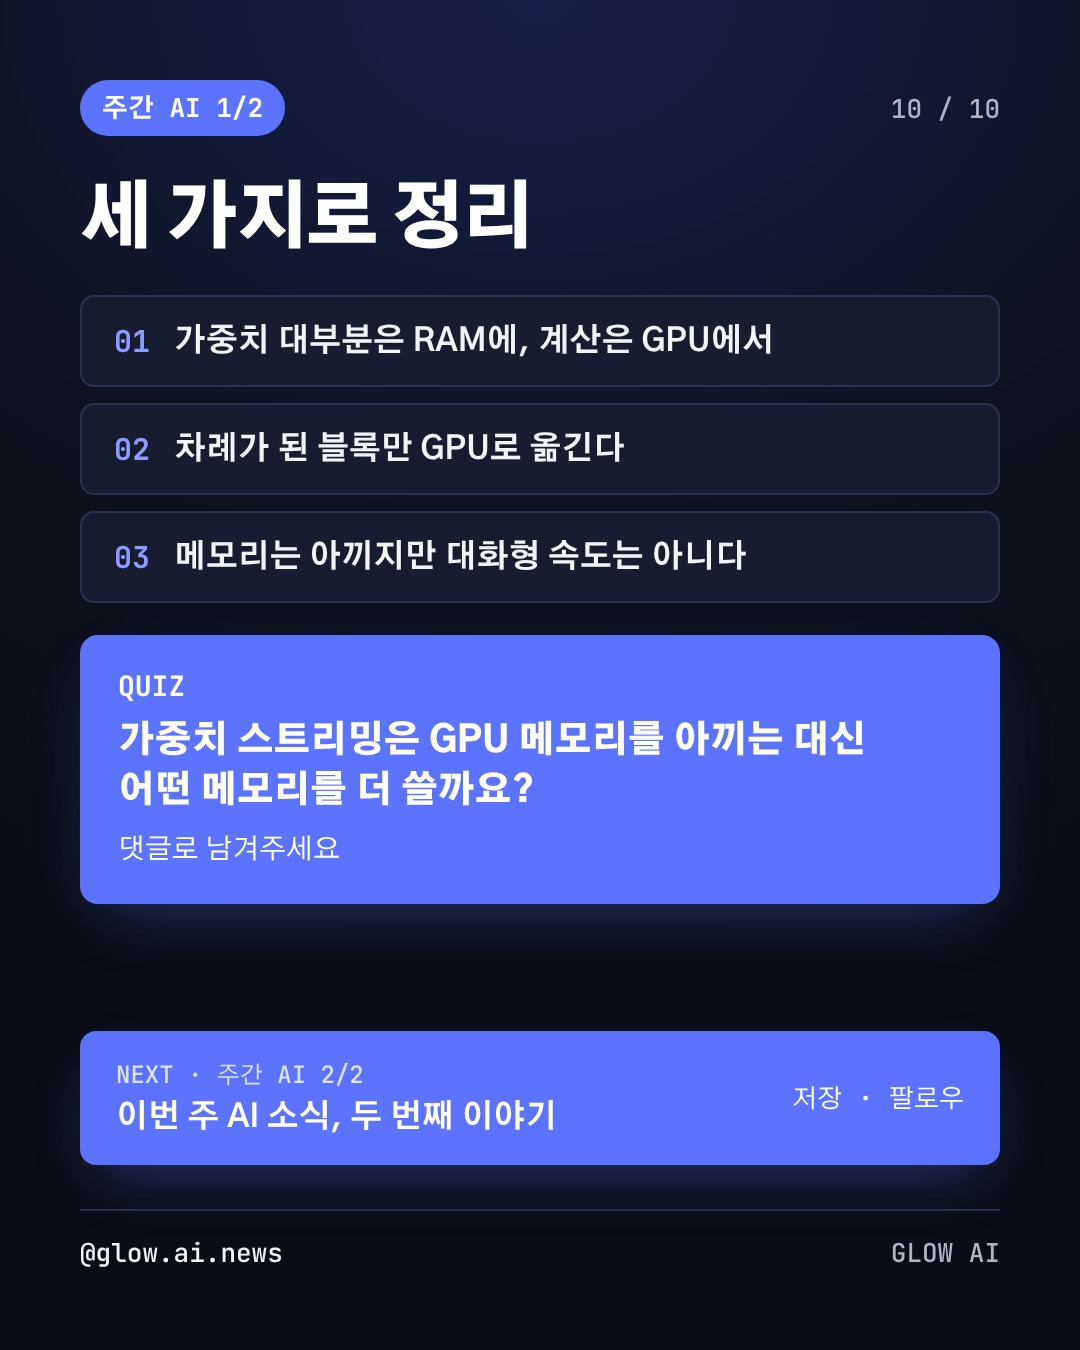 주간 AI 1/2
10 / 10
세 가지로 정리
01 가중치 대부분은 RAM에, 계산은 GPU에서
02 차례가 된 블록만 GPU로 옮긴다
03 메모리는 아끼지만 대화형 속도는 아니다
QUIZ
가중치 스트리밍은 GPU 메모리를 아끼는 대신
어떤 메모리를 더 쓸까요?
댓글로 남겨주세요
NEXT · 주간 AI 2/2
이번 주 AI 소식, 두 번째 이야기
저장 · 팔로우
@glow.ai.news
GLOW AI